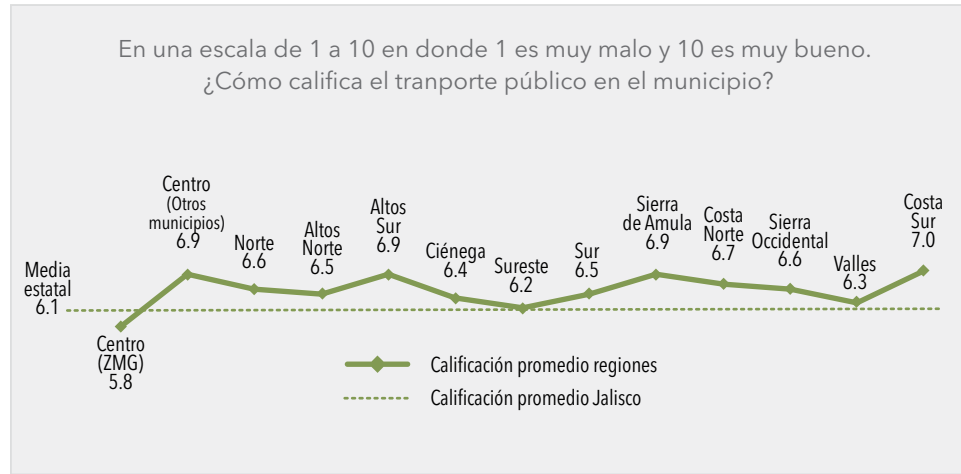 En una escala de 1 a 10 en donde 1 es muy malo y 10 es muy bueno.
¿Cómo califica el tranporte público en el municipio?
Media
estatal
6.1
Centro
(ZMG)
5.8
Centro
(Otros
municipios)
6.9
Norte
6.6
Altos
Norte
6.5
Altos
Sur
6.9
Ciénega
6.4
Sureste
6.2
Sur
6.5
Sierra
de Amula
6.9
Costa
Norte
6.7
Sierra
Occidental
6.6
Valles
6.3
Costa
Sur
7.0
Calificación promedio regiones
Calificación promedio Jalisco